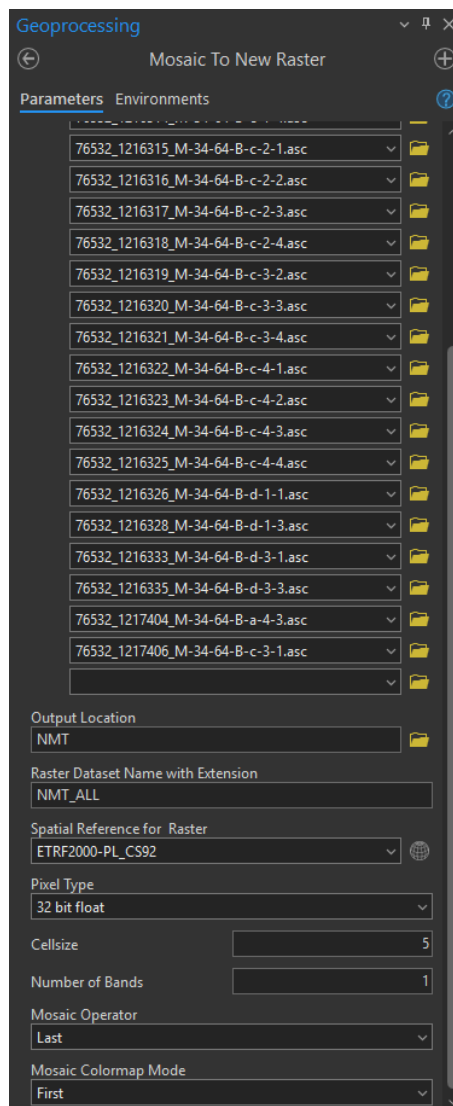 Geoprocessing
Mosaic To New Raster
Parameters Environments
76532_1216315_M-34-64-B-c-2-1.asc
76532_1216316_M-34-64-B-c-2-2.asc
76532_1216317_M-34-64-B-c-2-3.asc
76532_1216318_M-34-64-B-c-2-4.asc
76532_1216319_M-34-64-B-c-3-2.asc
76532_1216320_M-34-64-B-c-3-3.asc
76532_1216321_M-34-64-B-c-3-4.asc
76532_1216322_M-34-64-B-c-4-1.asc
76532_1216323_M-34-64-B-c-4-2.asc
76532_1216324_M-34-64-B-c-4-3.asc
76532_1216325_M-34-64-B-c-4-4.asc
76532_1216326_M-34-64-B-d-1-1.asc
76532_1216328_M-34-64-B-d-1-3.asc
76532_1216333_M-34-64-B-d-3-1.asc
76532_1216335_M-34-64-B-d-3-3.asc
76532_1217404_M-34-64-B-a-4-3.asc
76532_1217406_M-34-64-B-c-3-1.asc
Output Location
NMT
Raster Dataset Name with Extension
NMT_ALL
Spatial Reference for Raster
ETRF2000-PL_CS92
Pixel Type
32 bit float
Cellsize 5
Number of Bands 1
Mosaic Operator
Last
Mosaic Colormap Mode
First